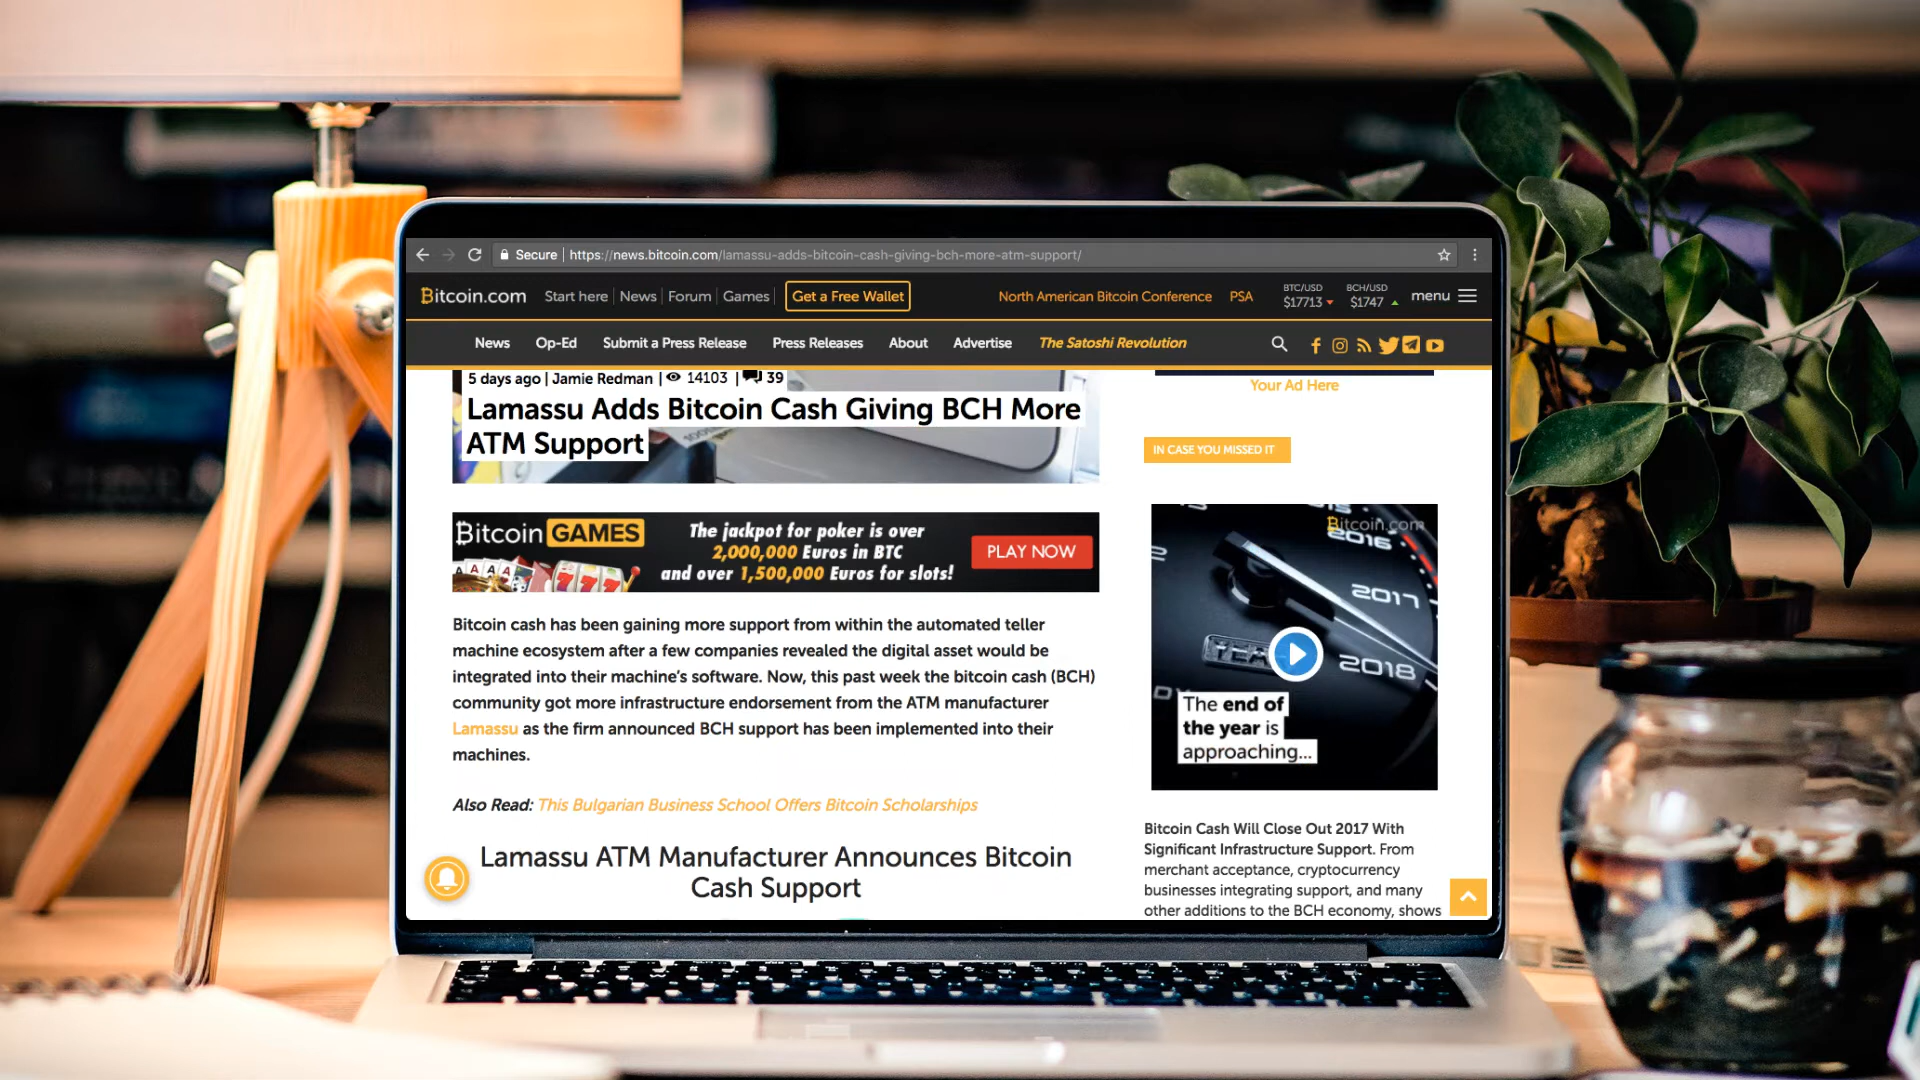 Secure | https://news.bitcoin.com/lamassu-adds-bitcoin-cash-giving-bch-more-atm-support/
Bitcoin.com Start here | News | Forum | Games | Get a Free Wallet North American Bitcoin Conference PSA BTC/USD $17713 BCH/USD $1747 menu
News Op-Ed Submit a Press Release Press Releases About Advertise The Satoshi Revolution
5 days ago | Jamie Redman | 14103 | 39
Lamassu Adds Bitcoin Cash Giving BCH More
ATM Support
Bitcoin GAMES
The jackpot for poker is over
2,000,000 Euros in BTC
and over 1,500,000 Euros for slots!
PLAY NOW
Bitcoin cash has been gaining more support from within the automated teller
machine ecosystem after a few companies revealed the digital asset would be
integrated into their machine's software. Now, this past week the bitcoin cash (BCH)
community got more infrastructure endorsement from the ATM manufacturer
Lamassu as the firm announced BCH support has been implemented into their
machines.
Also Read: This Bulgarian Business School Offers Bitcoin Scholarships
Lamassu ATM Manufacturer Announces Bitcoin
Cash Support
Your Ad Here
IN CASE YOU MISSED IT
Bitcoin.com
2016
2017
2018
YEAR
The end of
the year is
approaching...
Bitcoin Cash Will Close Out 2017 With
Significant Infrastructure Support. From
merchant acceptance, cryptocurrency
businesses integrating support, and many
other additions to the BCH economy, shows